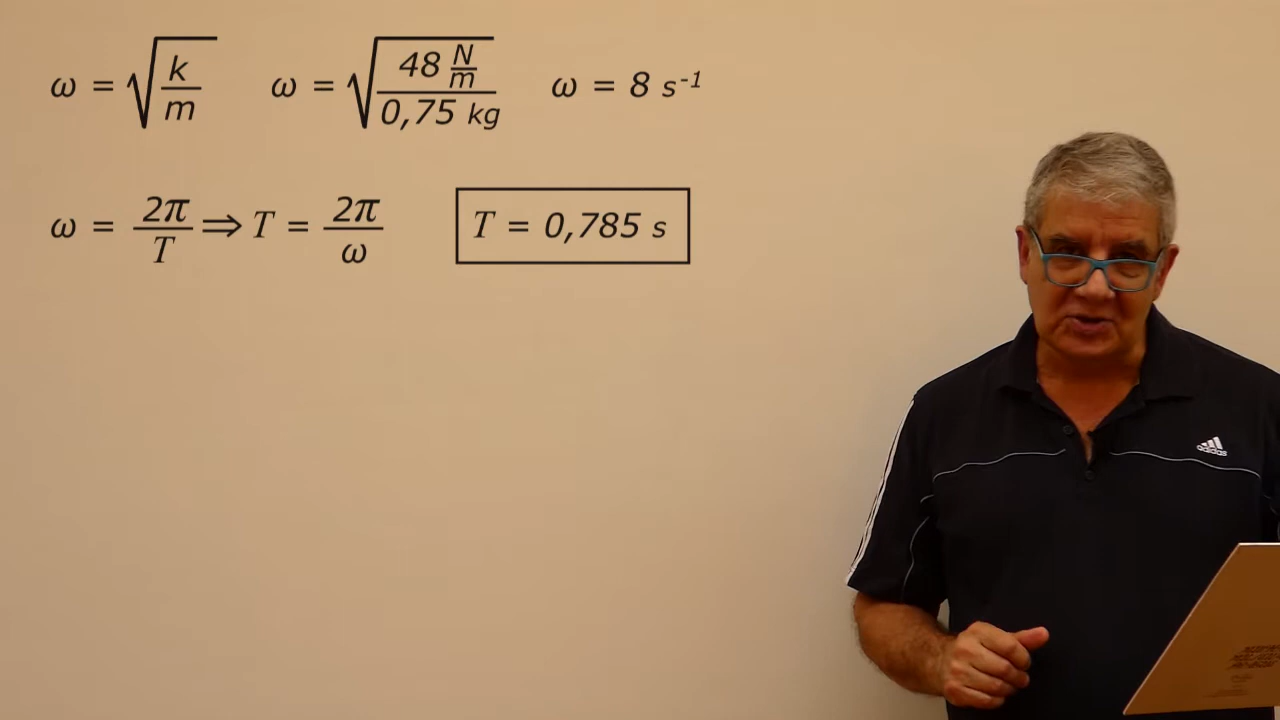 ω = √(k/m) ω = √(48 N/m / 0,75 kg) ω = 8 s⁻¹
ω = 2π/T ⇒ T = 2π/ω T = 0,785 s
adidas